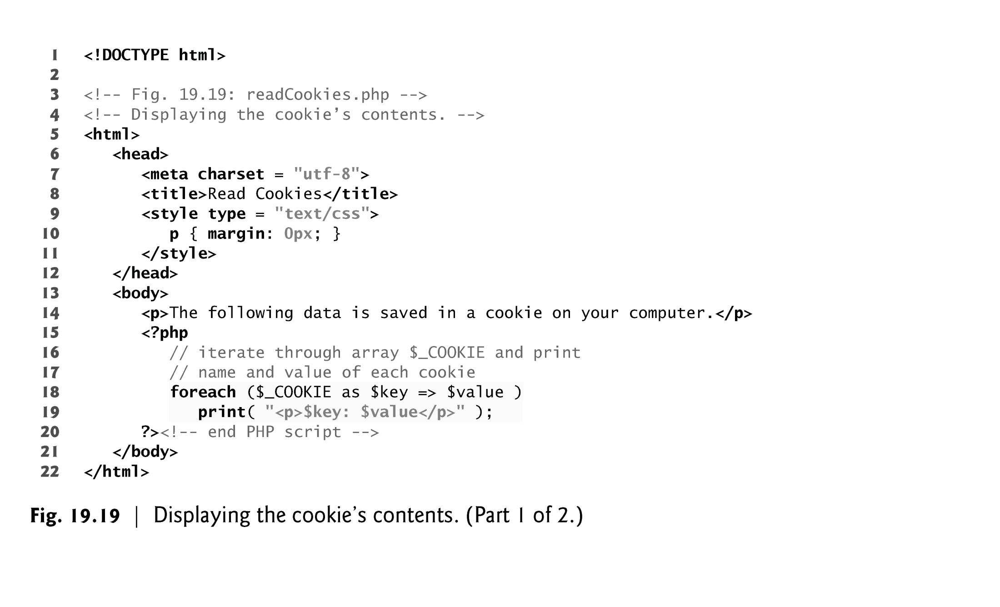 1 <!DOCTYPE html>
2
3 <!-- Fig. 19.19: readCookies.php -->
4 <!-- Displaying the cookie’s contents. -->
5 <html>
6    <head>
7       <meta charset = "utf-8">
8       <title>Read Cookies</title>
9       <style type = "text/css">
10          p { margin: 0px; }
11       </style>
12    </head>
13    <body>
14       <p>The following data is saved in a cookie on your computer.</p>
15       <?php
16          // iterate through array $_COOKIE and print
17          // name and value of each cookie
18          foreach ($_COOKIE as $key => $value )
19             print( "<p>$key: $value</p>" );
20       ?><!-- end PHP script -->
21    </body>
22 </html>
Fig. 19.19 | Displaying the cookie’s contents. (Part 1 of 2.)